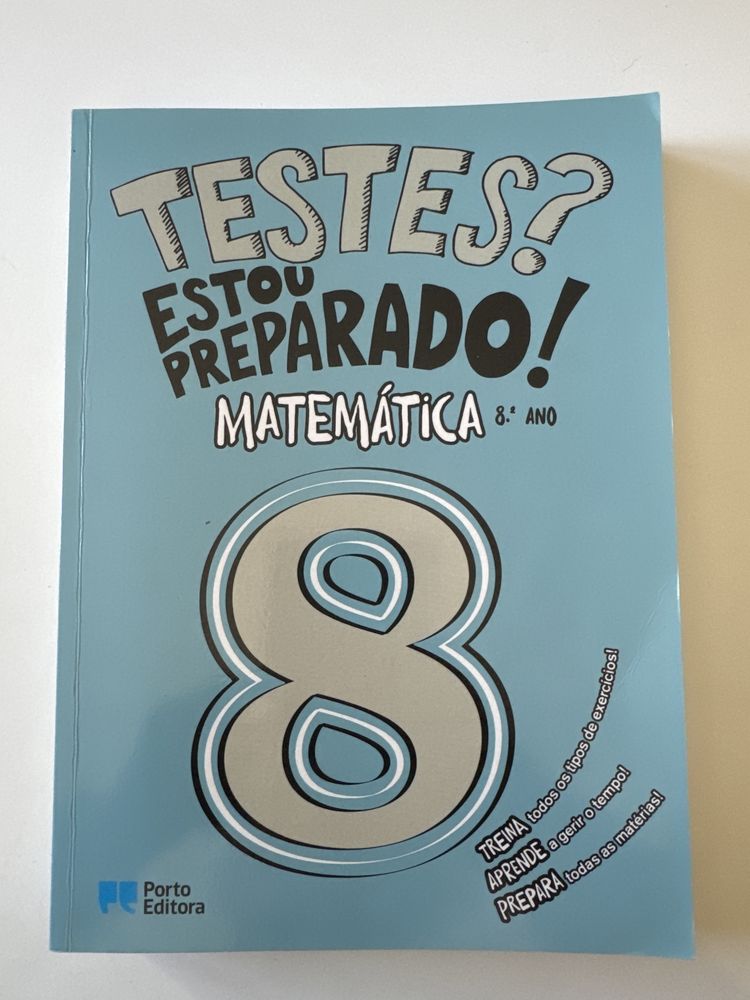 TESTES?
ESTOU
PREPARADO!
MATEMÁTICA 8.º ANO
8
TREINA todos os tipos de exercícios!
APRENDE a gerir o tempo!
PREPARA todas as matérias!
Porto
Editora